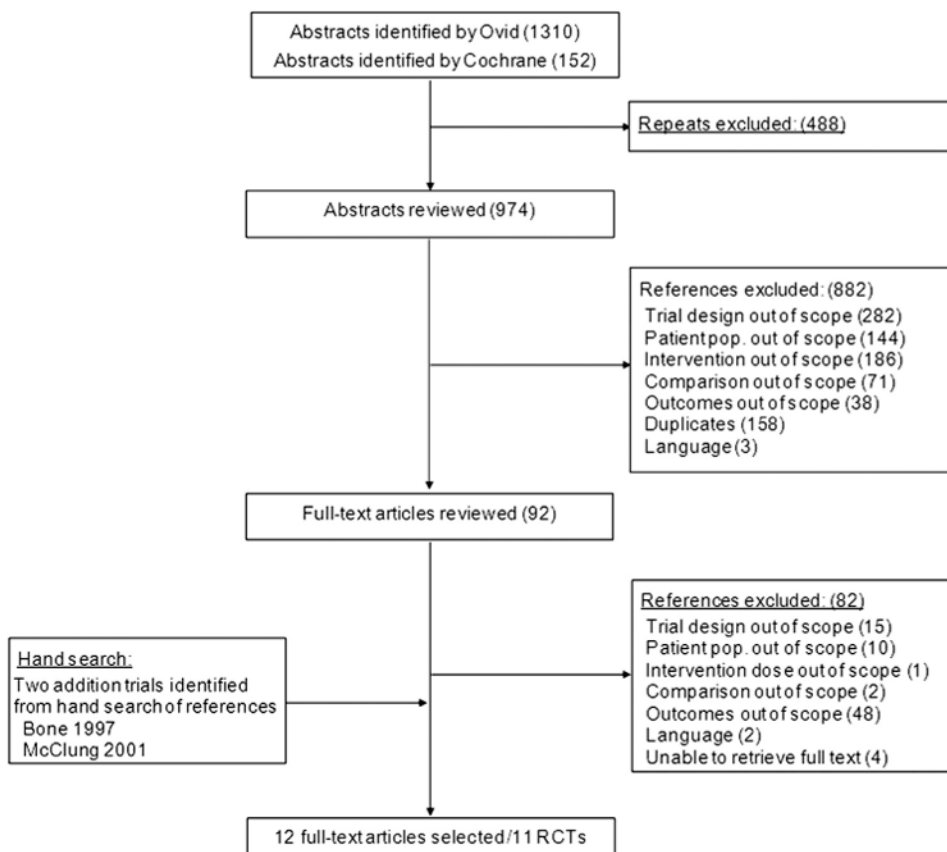 Abstracts identified by Ovid (1310)
Abstracts identified by Cochrane (152)
Repeats excluded: (488)
Abstracts reviewed (974)
References excluded: (882)
Trial design out of scope (282)
Patient pop. out of scope (144)
Intervention out of scope (186)
Comparison out of scope (71)
Outcomes out of scope (38)
Duplicates (158)
Language (3)
Full-text articles reviewed (92)
References excluded: (82)
Trial design out of scope (15)
Patient pop. out of scope (10)
Intervention dose out of scope (1)
Comparison out of scope (2)
Outcomes out of scope (48)
Language (2)
Unable to retrieve full text (4)
Hand search:
Two addition trials identified
from hand search of references
Bone 1997
McClung 2001
12 full-text articles selected/11 RCTs